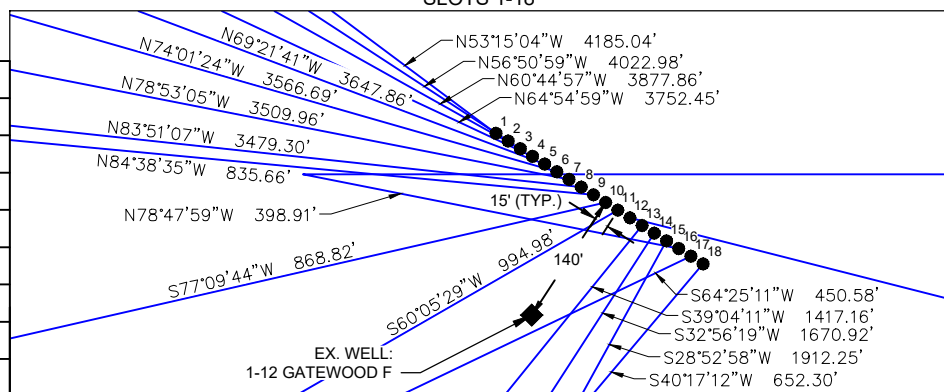 SLOTS 1-18
N53°15'04"W 4185.04'
N56°50'59"W 4022.98'
N60°44'57"W 3877.86'
N64°54'59"W 3752.45'
N69°21'41"W 3647.86'
N74°01'24"W 3566.69'
N78°53'05"W 3509.96'
N83°51'07"W 3479.30'
N84°38'35"W 835.66'
N78°47'59"W 398.91'
S77°09'44"W 868.82'
S60°05'29"W 994.98'
1
2
3
4
5
6
7
8
9
10
11
12
13
14
15
16
17
18
15' (TYP.)
140'
S64°25'11"W 450.58'
S39°04'11"W 1417.16'
S32°56'19"W 1670.92'
S28°52'58"W 1912.25'
S40°17'12"W 652.30'
EX. WELL:
1-12 GATEWOOD F